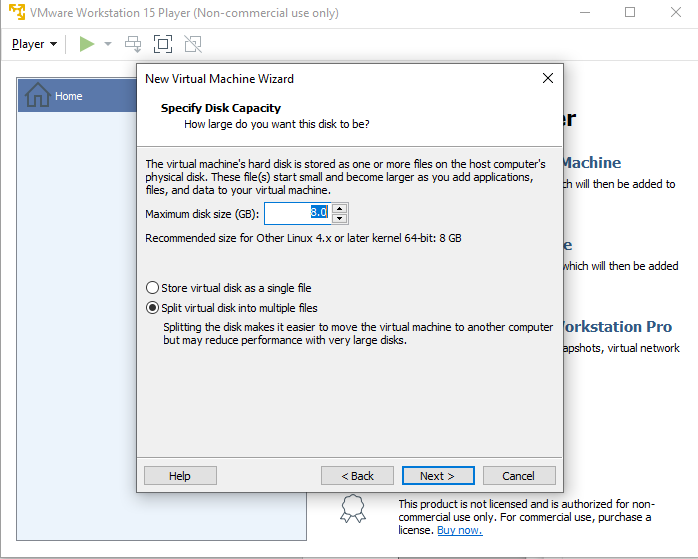 VMware Workstation 15 Player (Non-commercial use only)
Player
Home
New Virtual Machine Wizard
Specify Disk Capacity
How large do you want this disk to be?
The virtual machine's hard disk is stored as one or more files on the host computer's
physical disk. These file(s) start small and become larger as you add applications,
files, and data to your virtual machine.
Maximum disk size (GB): 8.0
Recommended size for Other Linux 4.x or later kernel 64-bit: 8 GB
Store virtual disk as a single file
Split virtual disk into multiple files
Splitting the disk makes it easier to move the virtual machine to another computer
but may reduce performance with very large disks.
Help
< Back
Next >
Cancel
er
Machine
ch will then be added to
e
which will then be added
orkstation Pro
apshots, virtual network
This product is not licensed and is authorized for non-
commercial use only. For commercial use, purchase a
license. Buy now.